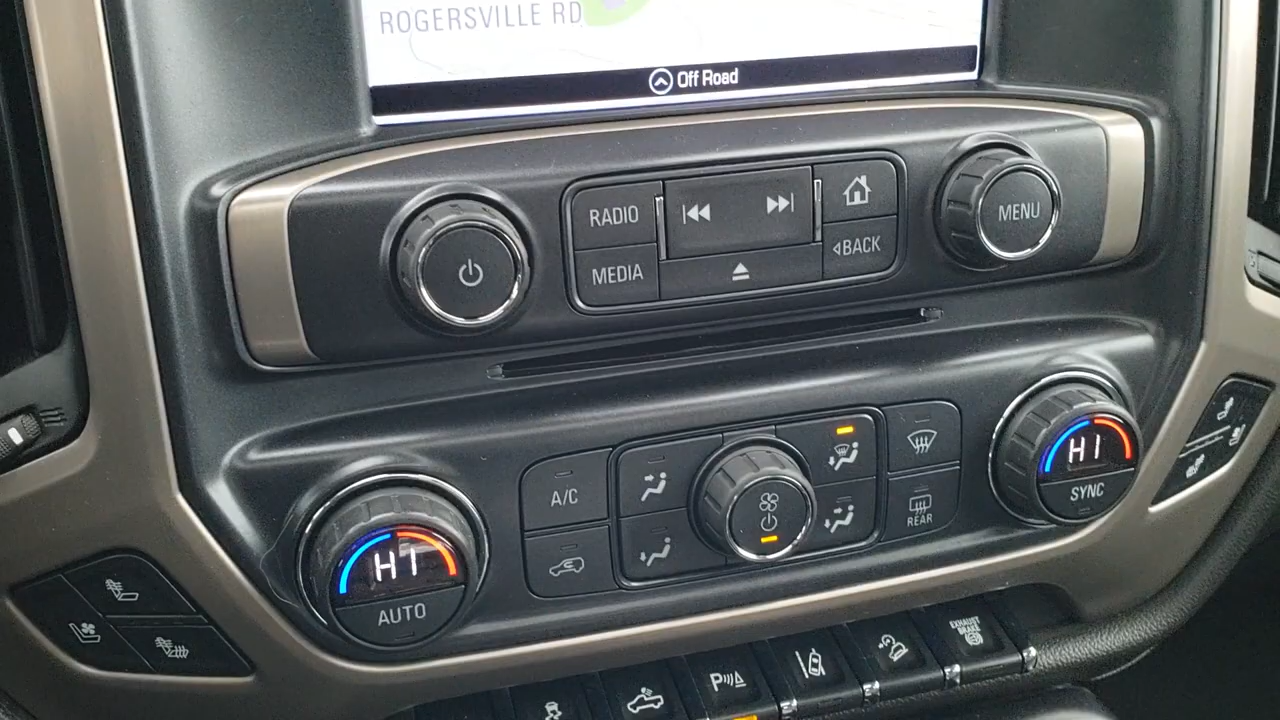 ROGERSVILLE RD
Off Road
RADIO
MEDIA
BACK
MENU
A/C
HI
AUTO
REAR
HI
SYNC
P
EXHAUST
BRAKE